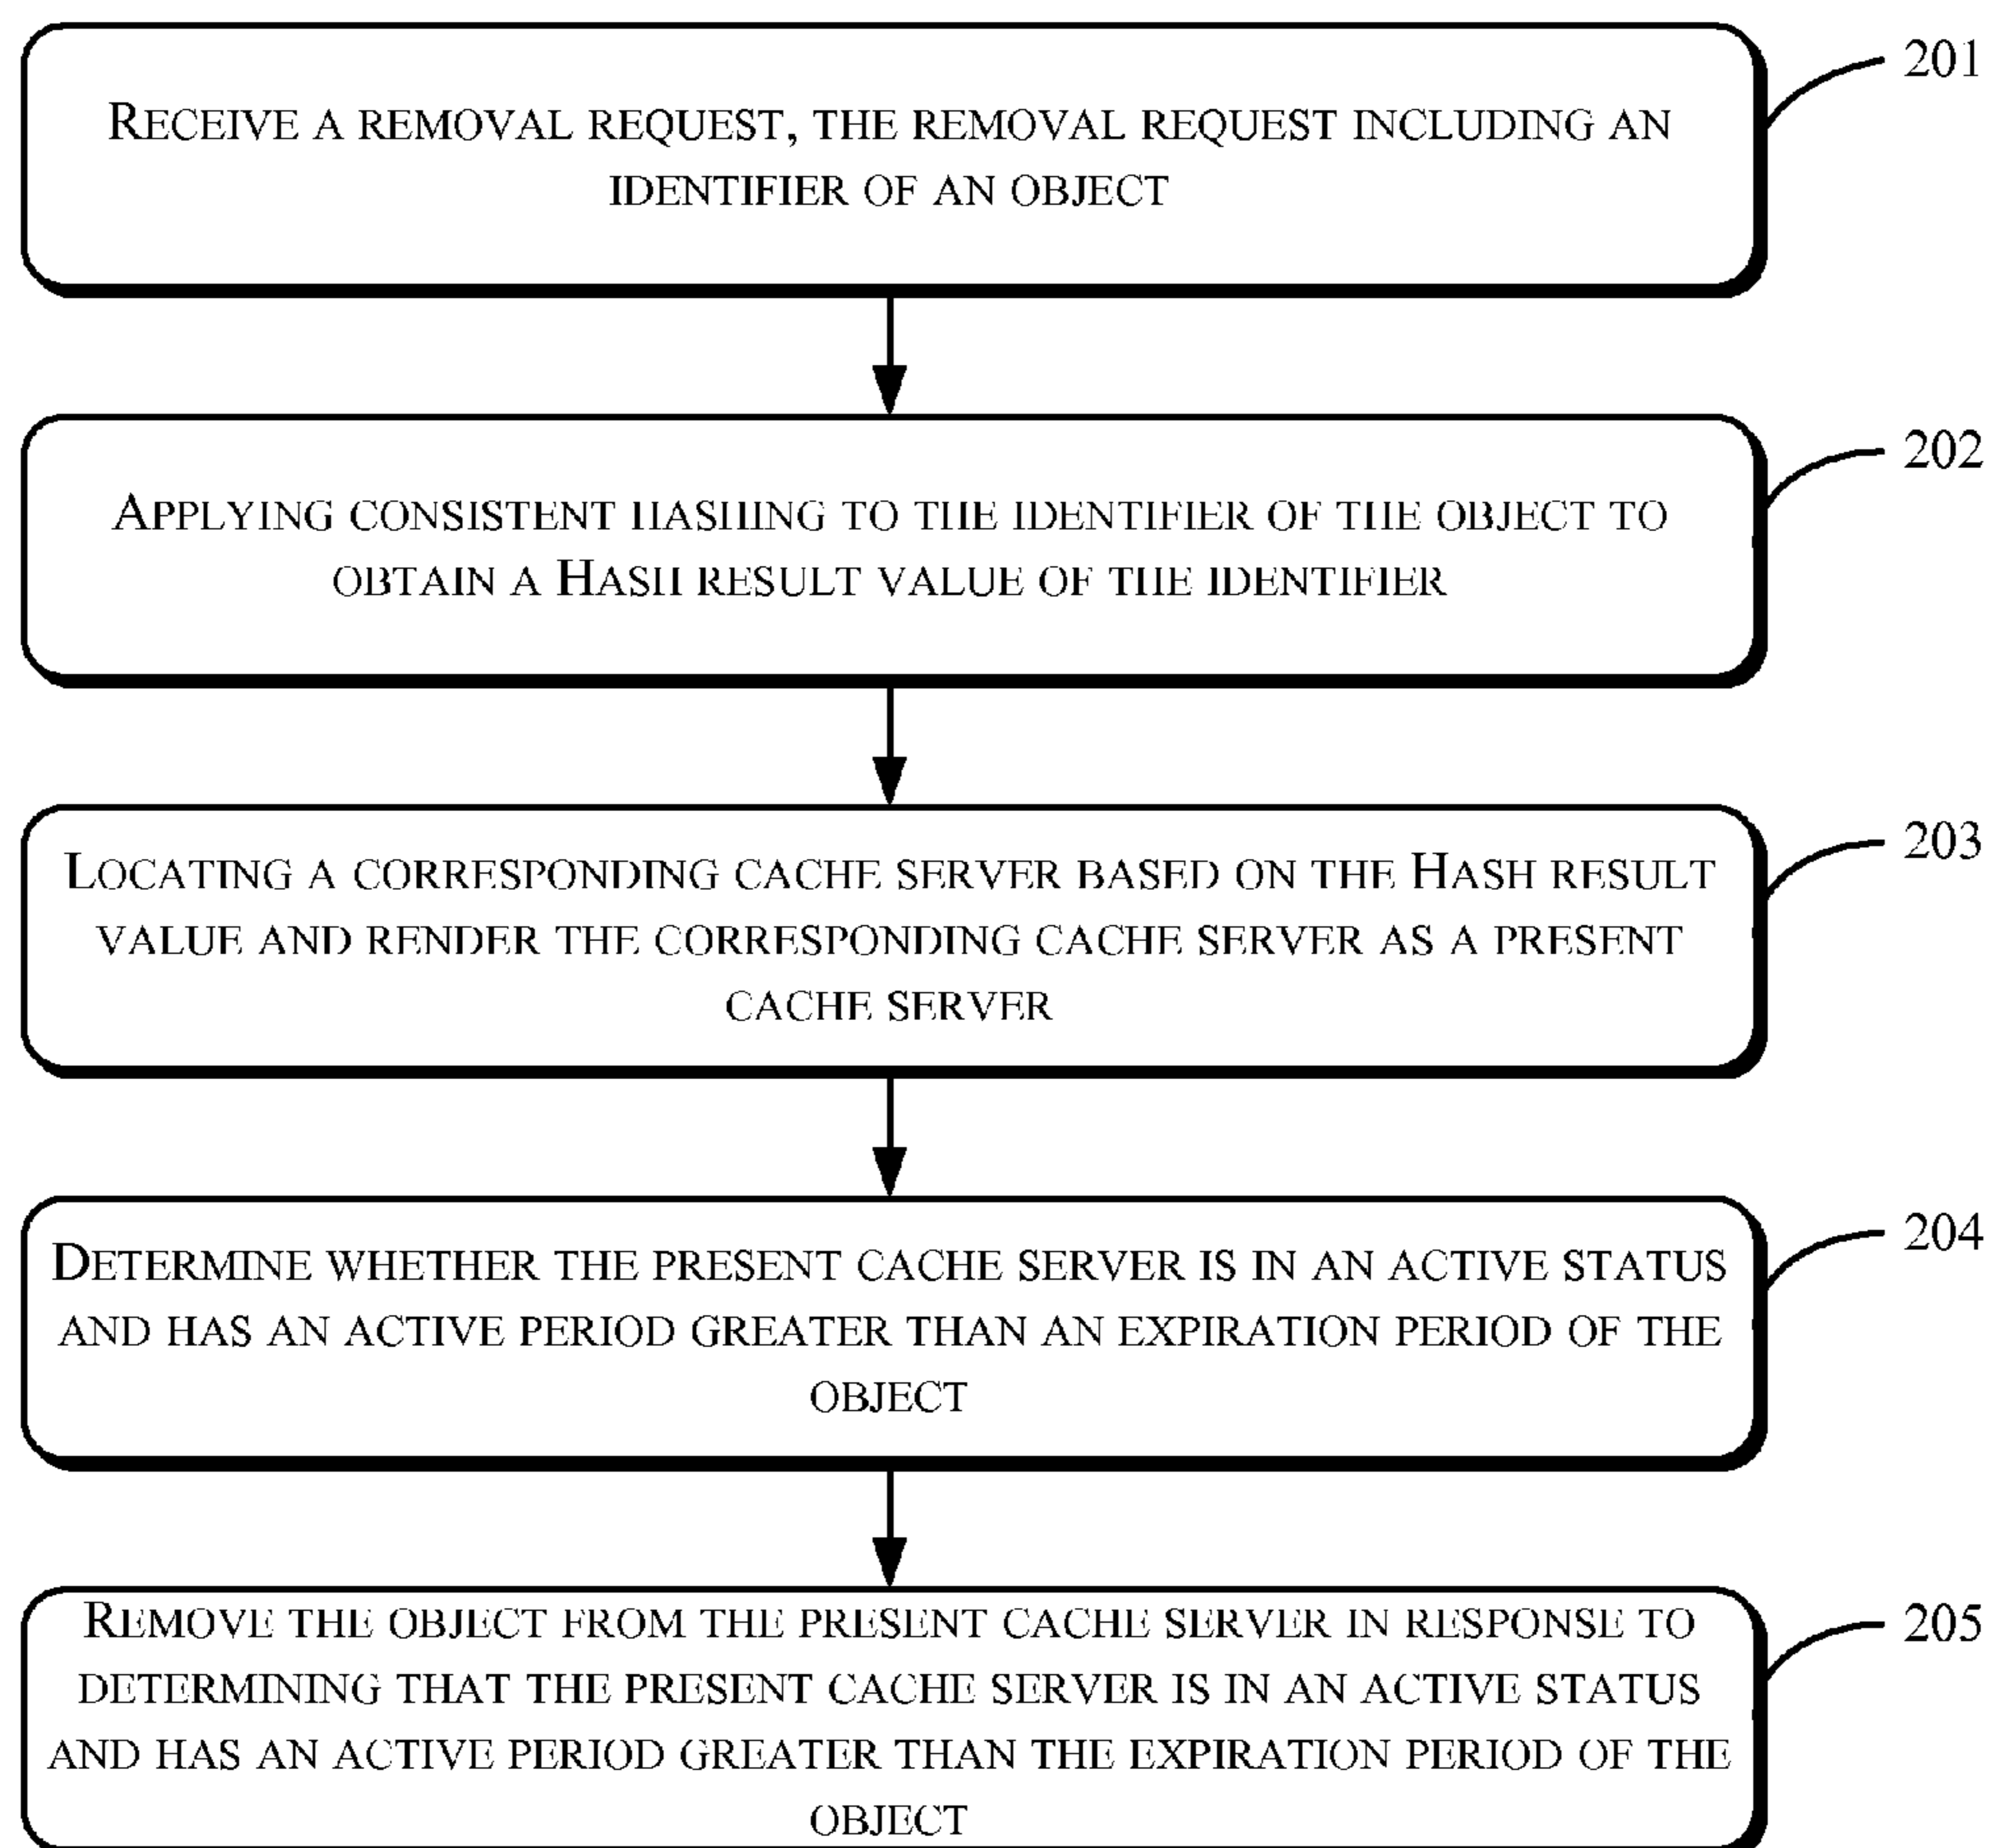 RECEIVE A REMOVAL REQUEST, THE REMOVAL REQUEST INCLUDING AN
IDENTIFIER OF AN OBJECT
201
APPLYING CONSISTENT HASHING TO THE IDENTIFIER OF THE OBJECT TO
OBTAIN A HASH RESULT VALUE OF THE IDENTIFIER
202
LOCATING A CORRESPONDING CACHE SERVER BASED ON THE HASH RESULT
VALUE AND RENDER THE CORRESPONDING CACHE SERVER AS A PRESENT
CACHE SERVER
203
DETERMINE WHETHER THE PRESENT CACHE SERVER IS IN AN ACTIVE STATUS
AND HAS AN ACTIVE PERIOD GREATER THAN AN EXPIRATION PERIOD OF THE
OBJECT
204
REMOVE THE OBJECT FROM THE PRESENT CACHE SERVER IN RESPONSE TO
DETERMINING THAT THE PRESENT CACHE SERVER IS IN AN ACTIVE STATUS
AND HAS AN ACTIVE PERIOD GREATER THAN THE EXPIRATION PERIOD OF THE
OBJECT
205